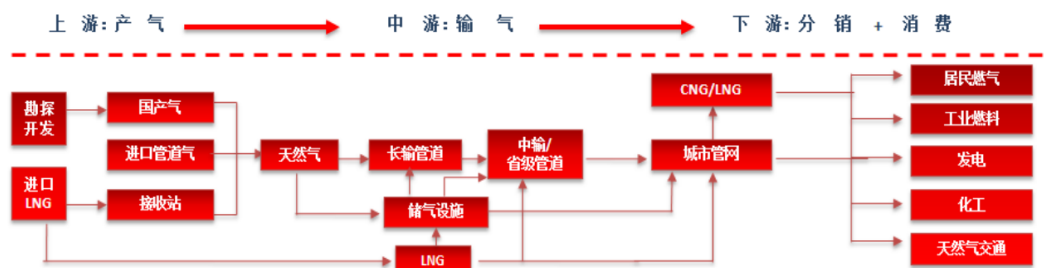 上游:产气
中游:输气
下游:分销+消费
勘探
开发
国产气
进口管道气
进口
LNG
接收站
天然气
长输管道
中输/
省级管道
储气设施
LNG
CNG/LNG
城市管网
居民燃气
工业燃料
发电
化工
天然气交通